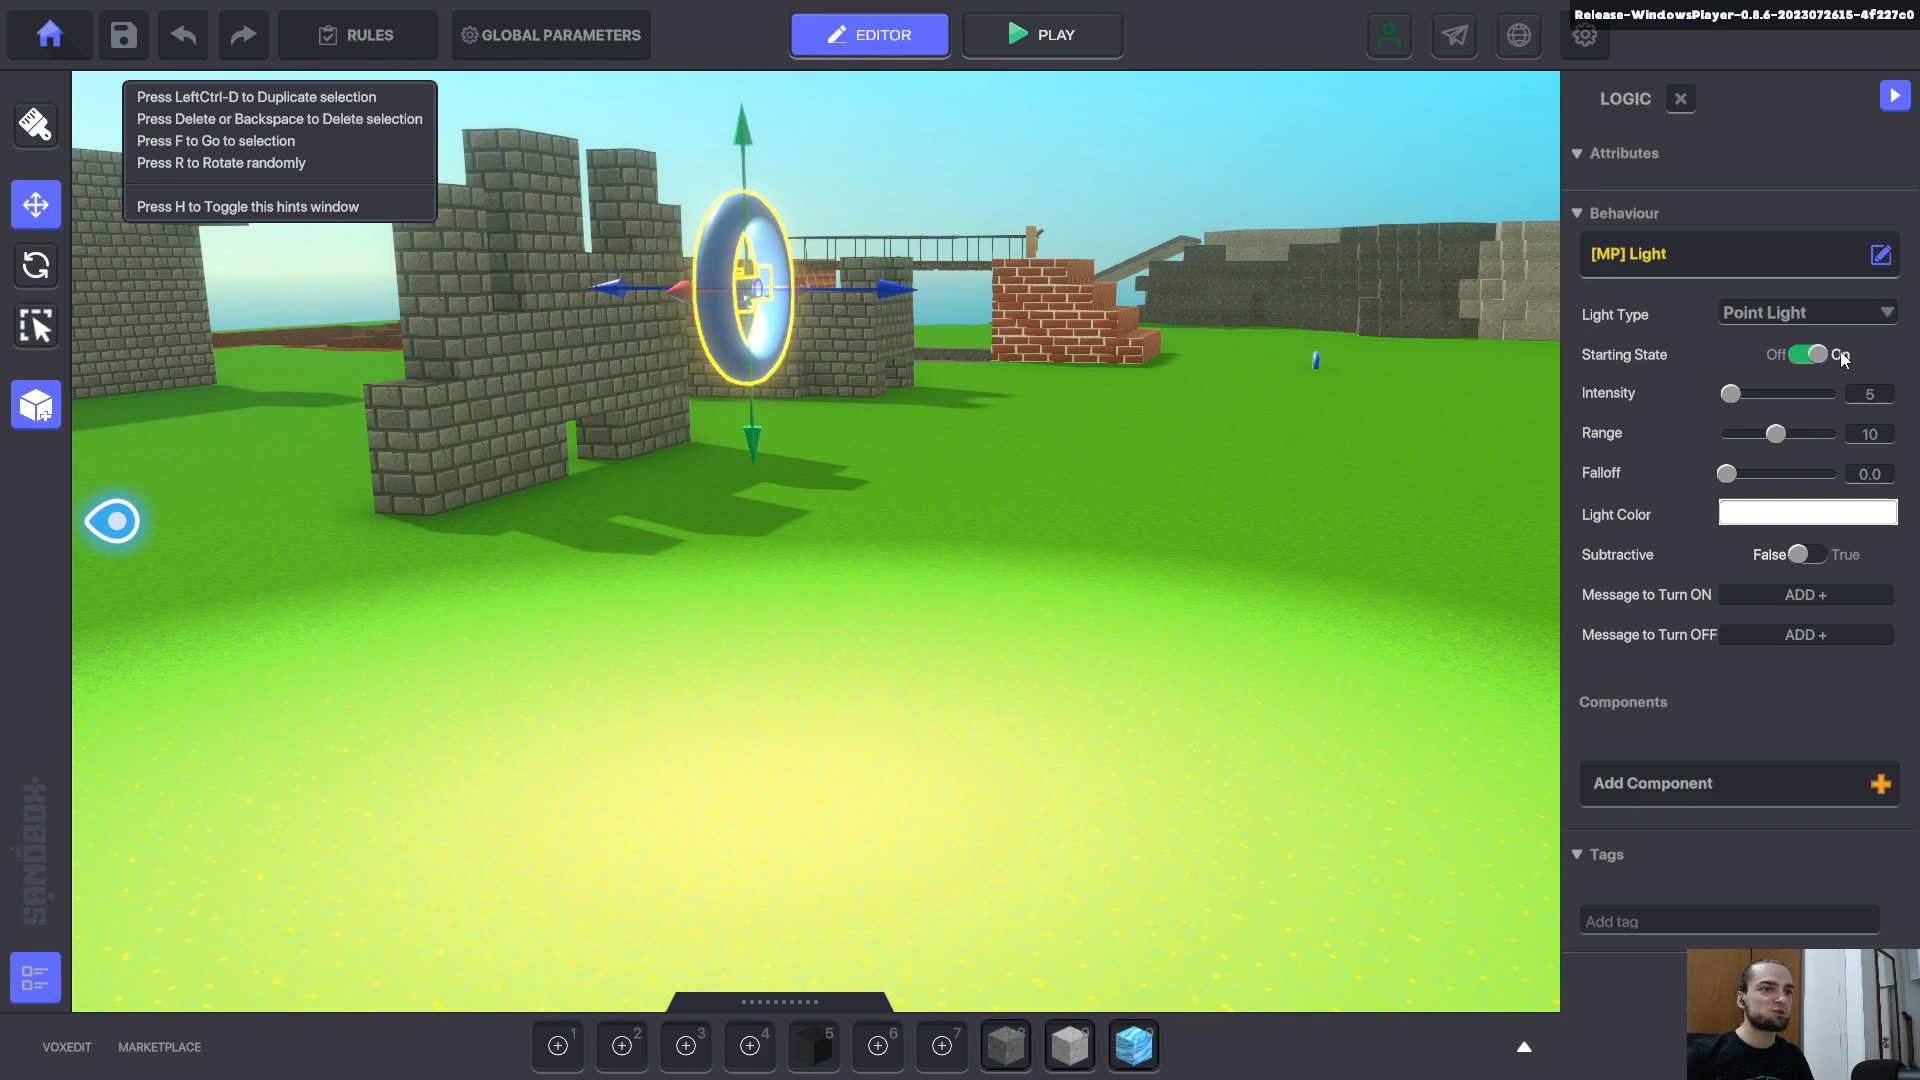 Release-WindowsPlayer-0.8.6-2023072615-4f227c0
RULES
GLOBAL PARAMETERS
EDITOR
PLAY
Press LeftCtrl-D to Duplicate selection
Press Delete or Backspace to Delete selection
Press F to Go to selection
Press R to Rotate randomly
Press H to Toggle this hints window
LOGIC
Attributes
Behaviour
[MP] Light
Light Type
Point Light
Starting State
Off
On
Intensity
5
Range
10
Falloff
0.0
Light Color
Subtractive
False
True
Message to Turn ON
ADD +
Message to Turn OFF
ADD +
Components
Add Component
Tags
Add tag
THE SANDBOX
VOXEDIT
MARKETPLACE
1
2
3
4
5
6
7
8
9
0